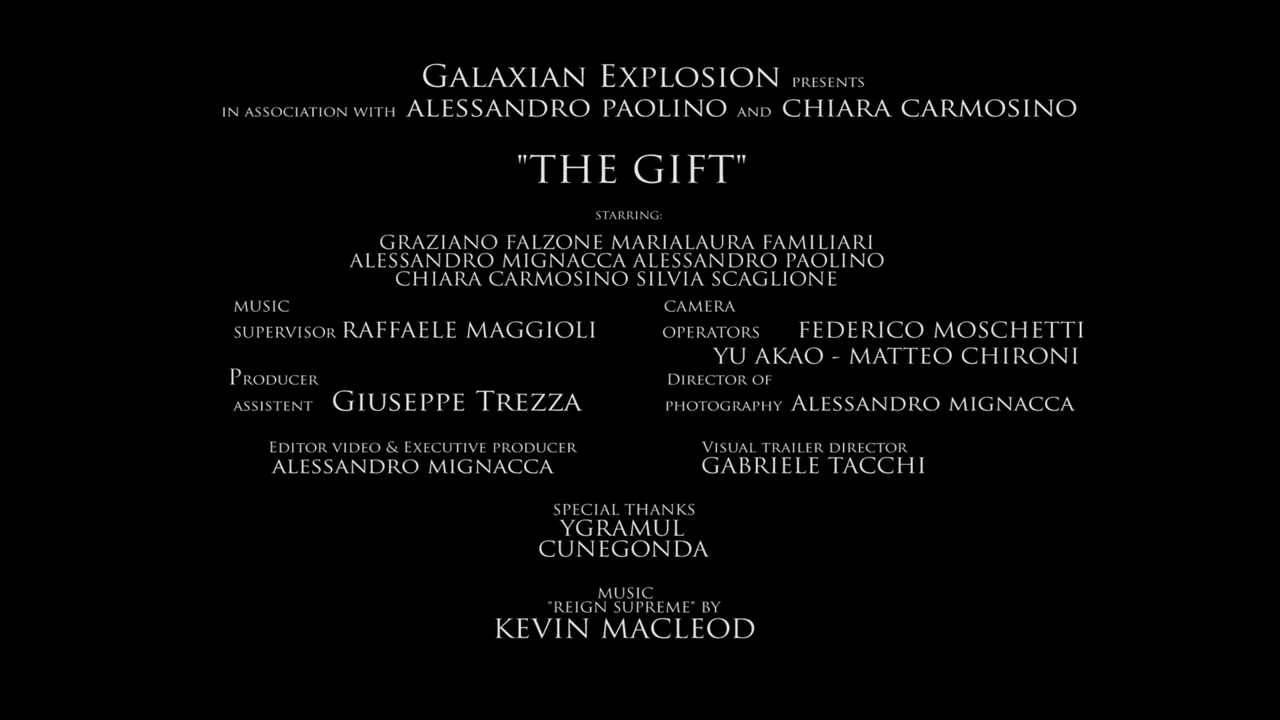 GALAXIAN EXPLOSION PRESENTS
IN ASSOCIATION WITH ALESSANDRO PAOLINO AND CHIARA CARMOSINO
"THE GIFT"
STARRING:
GRAZIANO FALZONE MARIALAURA FAMILIARI
ALESSANDRO MIGNACCA ALESSANDRO PAOLINO
CHIARA CARMOSINO SILVIA SCAGLIONE
MUSIC
SUPERVISOR RAFFAELE MAGGIOLI
CAMERA
OPERATORS FEDERICO MOSCHETTI
YU AKAO - MATTEO CHIRONI
PRODUCER
ASSISTENT GIUSEPPE TREZZA
DIRECTOR OF
PHOTOGRAPHY ALESSANDRO MIGNACCA
EDITOR VIDEO & EXECUTIVE PRODUCER
ALESSANDRO MIGNACCA
VISUAL TRAILER DIRECTOR
GABRIELE TACCHI
SPECIAL THANKS
YGRAMUL
CUNEGONDA
MUSIC
"REIGN SUPREME" BY
KEVIN MACLEOD